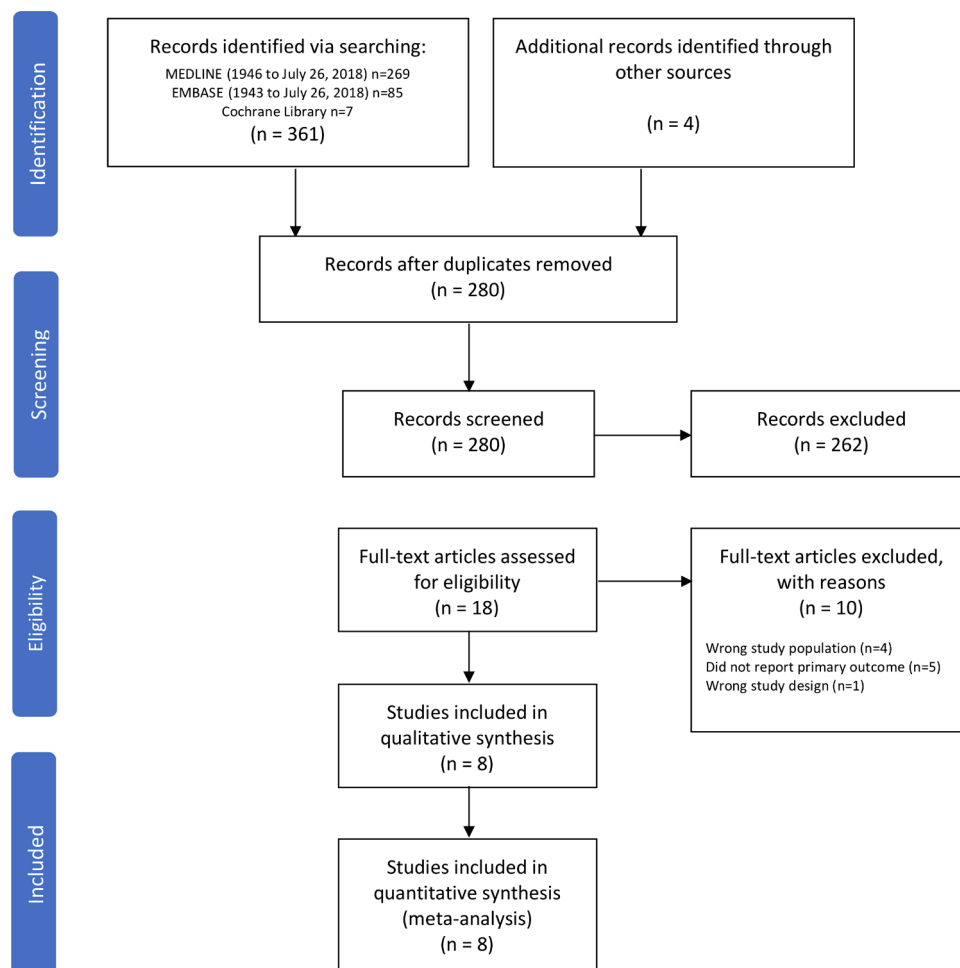 Identification
Records identified via searching:
MEDLINE (1946 to July 26, 2018) n=269
EMBASE (1943 to July 26, 2018) n=85
Cochrane Library n=7
(n = 361)
Additional records identified through
other sources
(n = 4)
Records after duplicates removed
(n = 280)
Screening
Records screened
(n = 280)
Records excluded
(n = 262)
Eligibility
Full-text articles assessed
for eligibility
(n = 18)
Full-text articles excluded,
with reasons
(n = 10)
Wrong study population (n=4)
Did not report primary outcome (n=5)
Wrong study design (n=1)
Studies included in
qualitative synthesis
(n = 8)
Included
Studies included in
quantitative synthesis
(meta-analysis)
(n = 8)